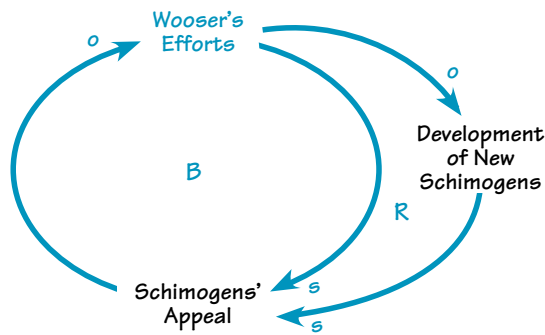 Wooser's
Efforts
o
o
Development
of New
Schimogens
B
R
Schimogens'
Appeal
s
s